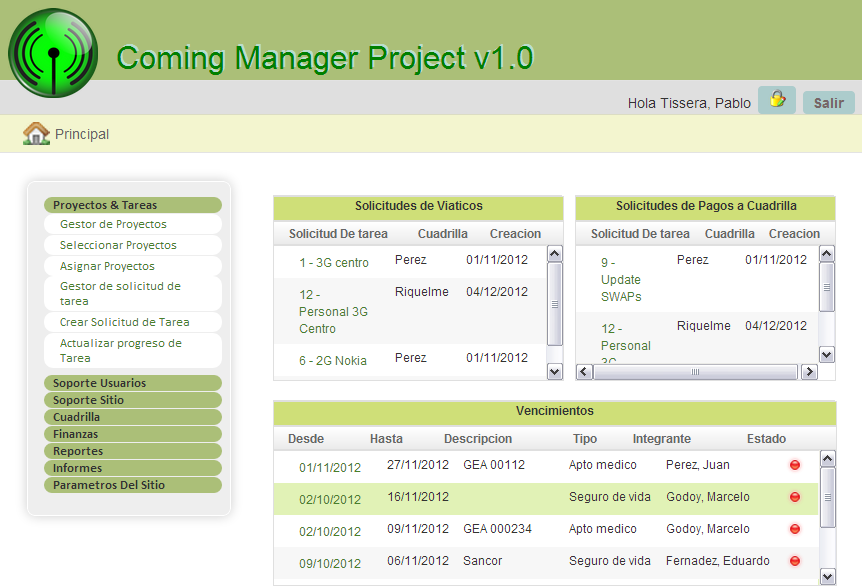 Coming Manager Project v1.0
Hola Tissera, Pablo
Salir
Principal
Proyectos & Tareas
Gestor de Proyectos
Seleccionar Proyectos
Asignar Proyectos
Gestor de solicitud de
tarea
Crear Solicitud de Tarea
Actualizar progreso de
Tarea
Soporte Usuarios
Soporte Sitio
Cuadrilla
Finanzas
Reportes
Informes
Parametros Del Sitio
Solicitudes de Viaticos
Solicitud De tarea Cuadrilla Creacion
1 - 3G centro Perez 01/11/2012
12 - Riquelme 04/12/2012
Personal 3G
Centro
6 - 2G Nokia Perez 01/11/2012
Solicitudes de Pagos a Cuadrilla
Solicitud De tarea Cuadrilla Creacion
9 - Perez 01/11/2012
Update
SWAPs
12 - Riquelme 04/12/2012
Personal
3G
Vencimientos
Desde Hasta Descripcion Tipo Integrante Estado
01/11/2012 27/11/2012 GEA 00112 Apto medico Perez, Juan
02/10/2012 16/11/2012 Seguro de vida Godoy, Marcelo
02/10/2012 09/11/2012 GEA 000234 Apto medico Godoy, Marcelo
09/10/2012 06/11/2012 Sancor Seguro de vida Fernadez, Eduardo